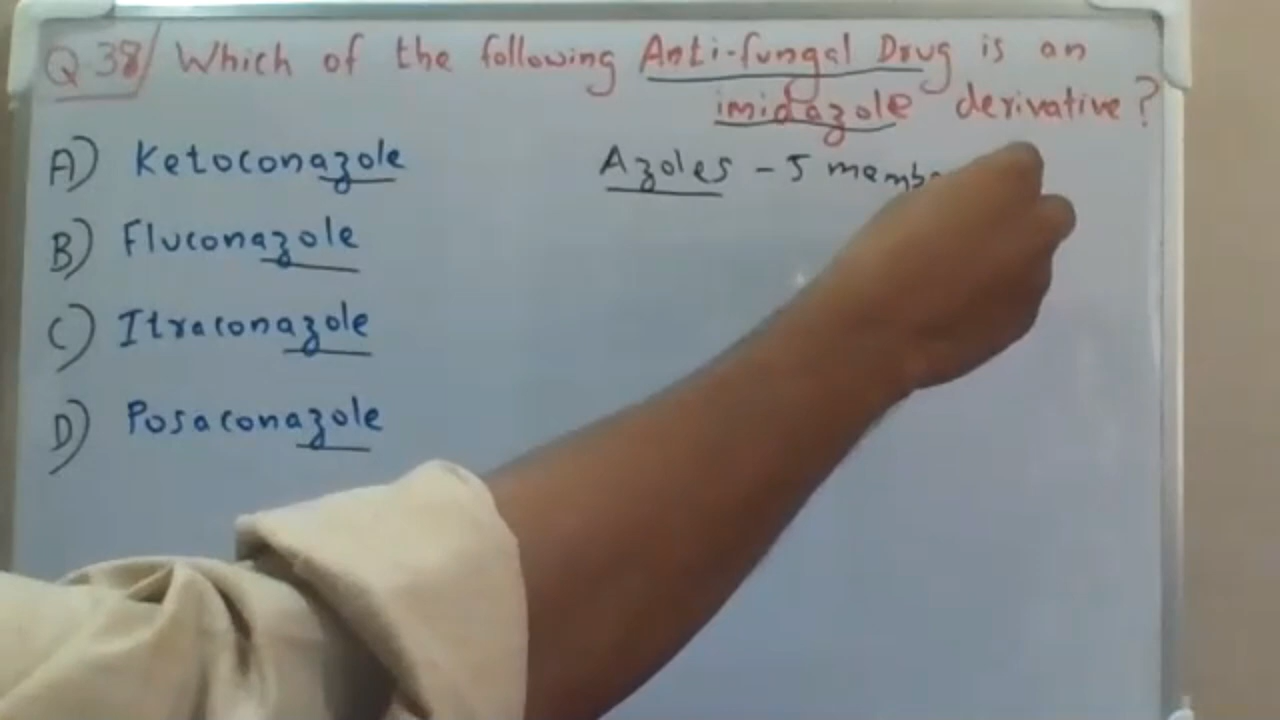 Q 38/ Which of the following Anti-fungal Drug is an
imidazole derivative?
A) Ketoconazole
Azoles - 5
B) Fluconazole
C) Itraconazole
D) Posaconazole